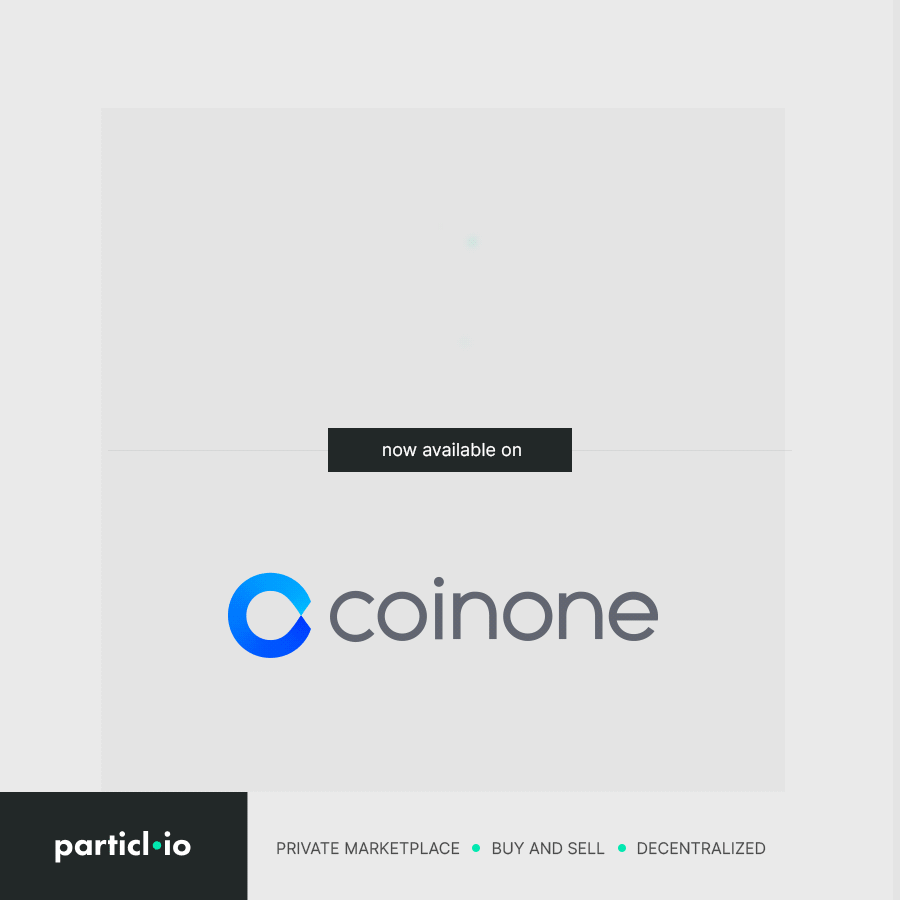 now available on
coinone
particl•io
PRIVATE MARKETPLACE • BUY AND SELL • DECENTRALIZED